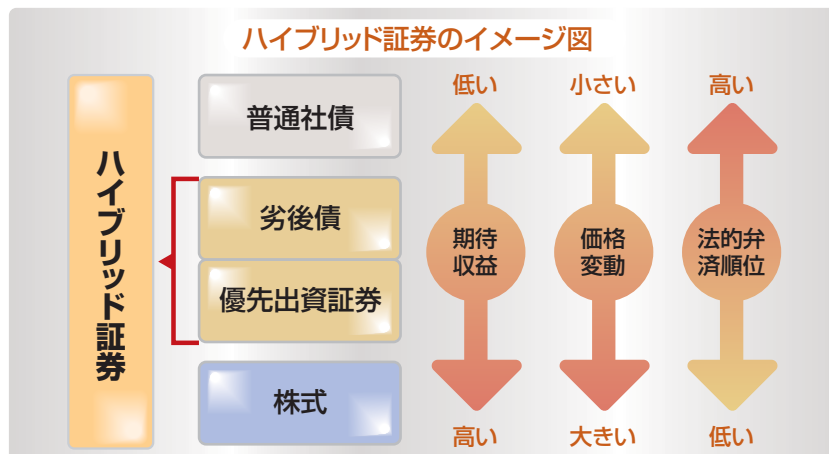 ハイブリッド証券のイメージ図
ハイブリッド証券
普通社債
劣後債
優先出資証券
株式
低い
期待
収益
高い
小さい
価格
変動
大きい
高い
法的弁
済順位
低い